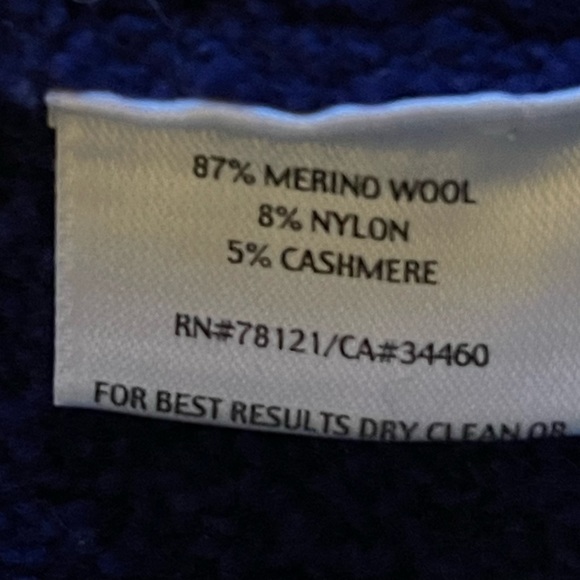 87% MERINO WOOL
8% NYLON
5% CASHMERE
RN#78121/CA#34460
FOR BEST RESULTS DRY CLEAN OR